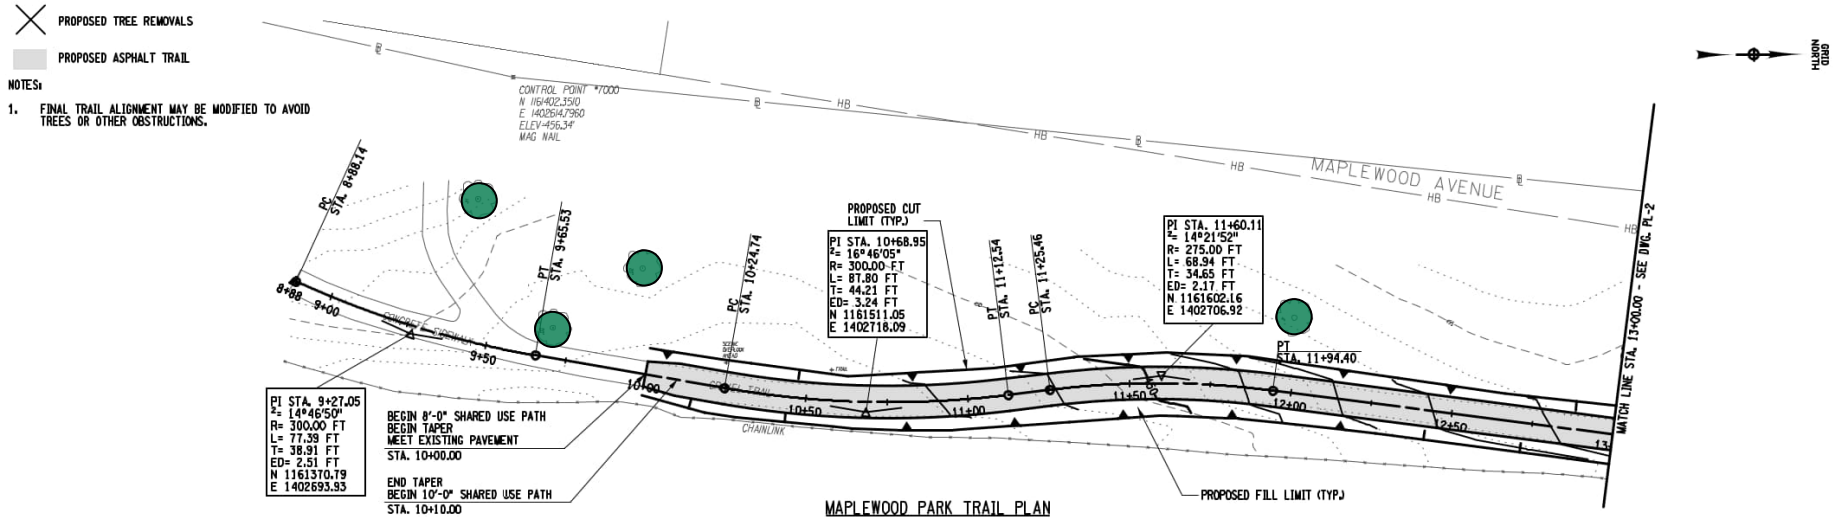 PROPOSED TREE REMOVALS
PROPOSED ASPHALT TRAIL
NOTES:
1. FINAL TRAIL ALIGNMENT MAY BE MODIFIED TO AVOID
TREES OR OTHER OBSTRUCTIONS.
GRID
NORTH
CONTROL POINT *7000
N 1161402.3510
E 1402614.7960
ELEV=456.34'
MAG NAIL
HB
HB
HB
HB
HB
MAPLEWOOD AVENUE
MATCH LINE STA. 13+00.00 - SEE DWG. PL-2
PC
STA. 8+88.14
PT
STA. 9+65.53
PC
STA. 10+24.74
PROPOSED CUT
LIMIT (TYP.)
PI STA. 10+68.95
²= 16°46'05"
R= 300.00 FT
L= 87.80 FT
T= 44.21 FT
ED= 3.24 FT
N 1161511.05
E 1402718.09
PT
STA. 11+12.54
PC
STA. 11+25.46
PI STA. 11+60.11
²= 14°21'52"
R= 275.00 FT
L= 68.94 FT
T= 34.65 FT
ED= 2.17 FT
N 1161602.16
E 1402706.92
PT
STA. 11+94.40
8+88
9+00
CONCRETE SIDEWALK
9+50
10+00
GRAVEL TRAIL
10+50
11+00
11+50
12+00
12+50
13
CHAINLINK
PI STA. 9+27.05
²= 14°46'50"
R= 300.00 FT
L= 77.39 FT
T= 38.91 FT
ED= 2.51 FT
N 1161370.79
E 1402693.93
BEGIN 8'-0" SHARED USE PATH
BEGIN TAPER
MEET EXISTING PAVEMENT
STA. 10+00.00
END TAPER
BEGIN 10'-0" SHARED USE PATH
STA. 10+10.00
PROPOSED FILL LIMIT (TYP.)
MAPLEWOOD PARK TRAIL PLAN